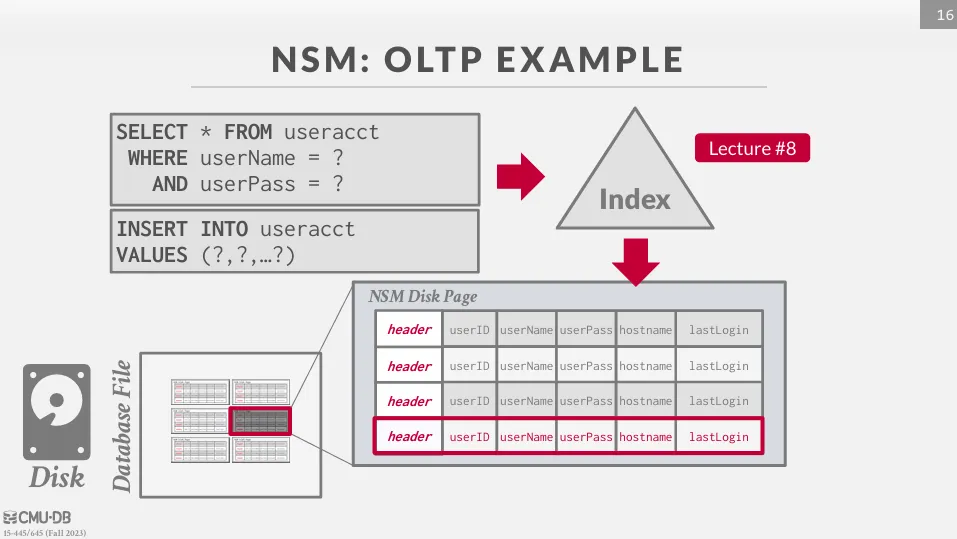 16
NSM: OLTP EXAMPLE
SELECT * FROM useracct
WHERE userName = ?
AND userPass = ?
INSERT INTO useracct
VALUES (?,?,…?)
Index
Lecture #8
NSM Disk Page
header userID userName userPass hostname lastLogin
header userID userName userPass hostname lastLogin
header userID userName userPass hostname lastLogin
header userID userName userPass hostname lastLogin
Database File
Disk
CMU·DB
15-445/645 (Fall 2023)